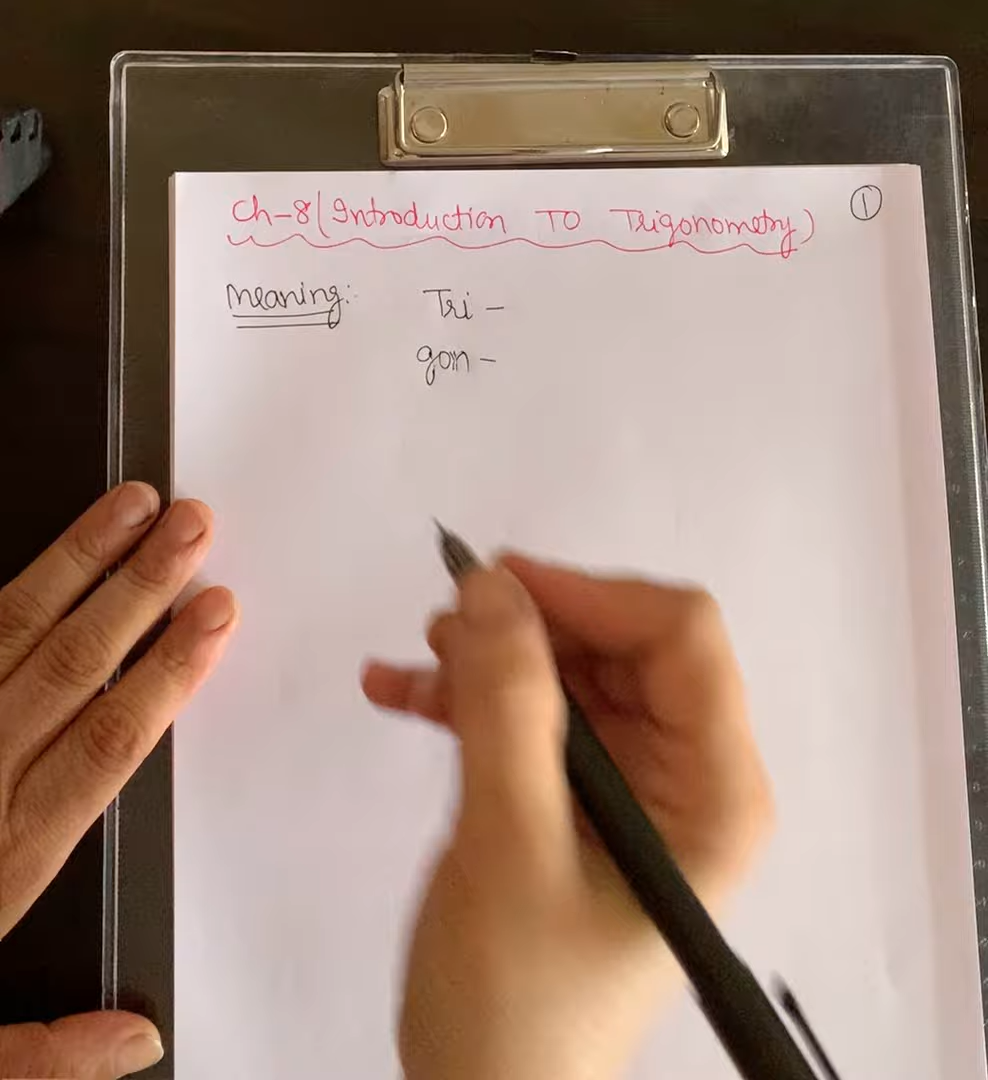 Ch-8(Introduction TO Trigonometry) 1
Meaning: Tri -
gon -